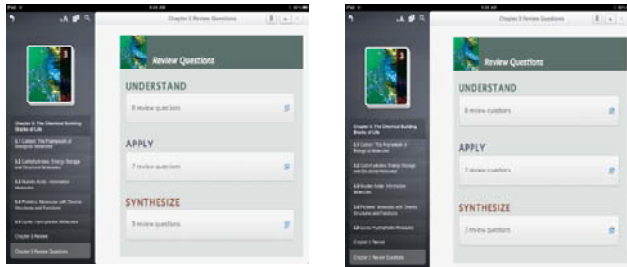 iPad
Chapter 3 Review Questions
3
Review Questions
UNDERSTAND
8 review questions
APPLY
7 review questions
SYNTHESIZE
3 review questions
Chapter 3: The Chemical Building
Blocks of Life
3.1 Carbon: The Framework of
Biological Molecules
3.2 Carbohydrates: Energy Storage
and Structural Molecules
3.3 Nucleic Acids: Information
Molecules
3.4 Proteins: Molecules with Diverse
Structures and Functions
3.5 Lipids: Hydrophobic Molecules
Chapter 3 Review
Chapter 3 Review Questions
iPad
Chapter 3 Review Questions
3
Review Questions
UNDERSTAND
8 review questions
APPLY
7 review questions
SYNTHESIZE
3 review questions
Chapter 3: The Chemical Building
Blocks of Life
3.1 Carbon: The Framework of
Biological Molecules
3.2 Carbohydrates: Energy Storage
and Structural Molecules
3.3 Nucleic Acids: Information
Molecules
3.4 Proteins: Molecules with Diverse
Structures and Functions
3.5 Lipids: Hydrophobic Molecules
Chapter 3 Review
Chapter 3 Review Questions